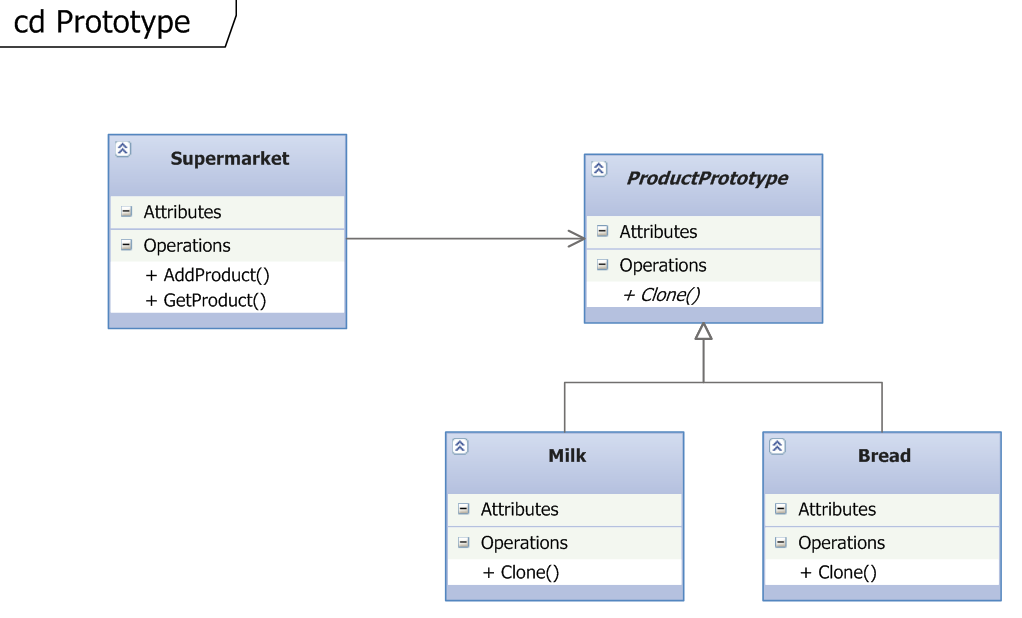 cd Prototype
Supermarket
Attributes
Operations
+ AddProduct()
+ GetProduct()
ProductPrototype
Attributes
Operations
+ Clone()
Milk
Attributes
Operations
+ Clone()
Bread
Attributes
Operations
+ Clone()